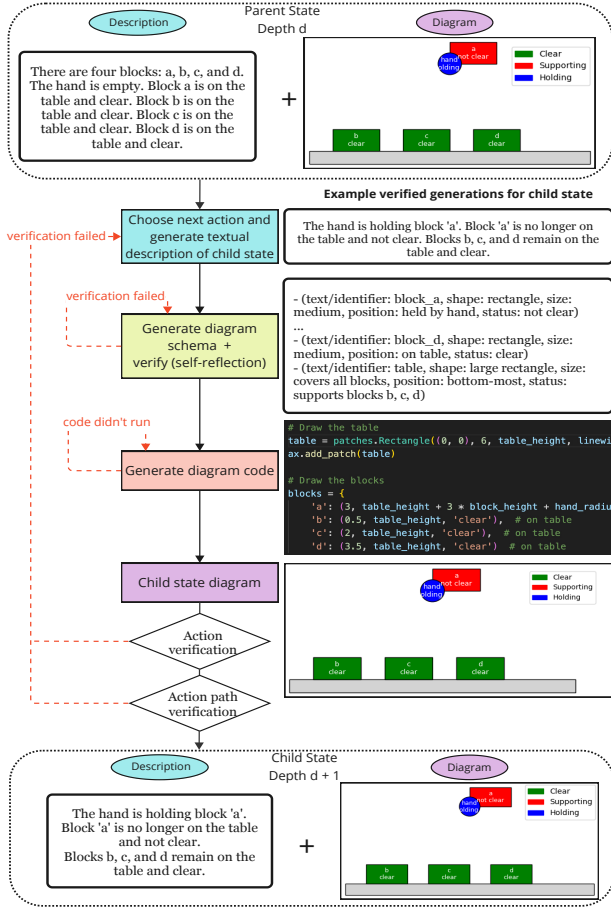 Parent State
Depth d
Description
Diagram
There are four blocks: a, b, c, and d.
The hand is empty. Block a is on the
table and clear. Block b is on
the table and clear. Block c is on
the table and clear. Block d is on the
table and clear.
+
a
not clear
hand
olding
Clear
Supporting
Holding
b
clear
c
clear
d
clear
Example verified generations for child state
verification failed
Choose next action and
generate textual
description of child state
The hand is holding block 'a'. Block 'a' is no longer on
the table and not clear. Blocks b, c, and d remain on
the table and clear.
verification failed
Generate diagram
schema +
verify (self-reflection)
- (text/identifier: block_a, shape: rectangle, size:
medium, position: held by hand, status: not clear)
...
- (text/identifier: block_d, shape: rectangle, size:
medium, position: on table, status: clear)
- (text/identifier: table, shape: large rectangle, size:
covers all blocks, position: bottom-most, status:
supports blocks b, c, d)
code didn't run
Generate diagram code
# Draw the table
table = patches.Rectangle((0, 0), 6, table_height, linewi
ax.add_patch(table)
# Draw the blocks
blocks = {
'a': (3, table_height + 3 * block_height + hand_radiu
'b': (0.5, table_height, 'clear'), # on table
'c': (2, table_height, 'clear'), # on table
'd': (3.5, table_height, 'clear') # on table
Child state diagram
a
not clear
hand
olding
Clear
Supporting
Holding
b
clear
c
clear
d
clear
Action
verification
Action path
verification
Child State
Depth d + 1
Description
Diagram
The hand is holding block 'a'.
Block 'a' is no longer on the table
and not clear.
Blocks b, c, and d remain on the
table and clear.
+
a
not clear
hand
olding
Clear
Supporting
Holding
b
clear
c
clear
d
clear